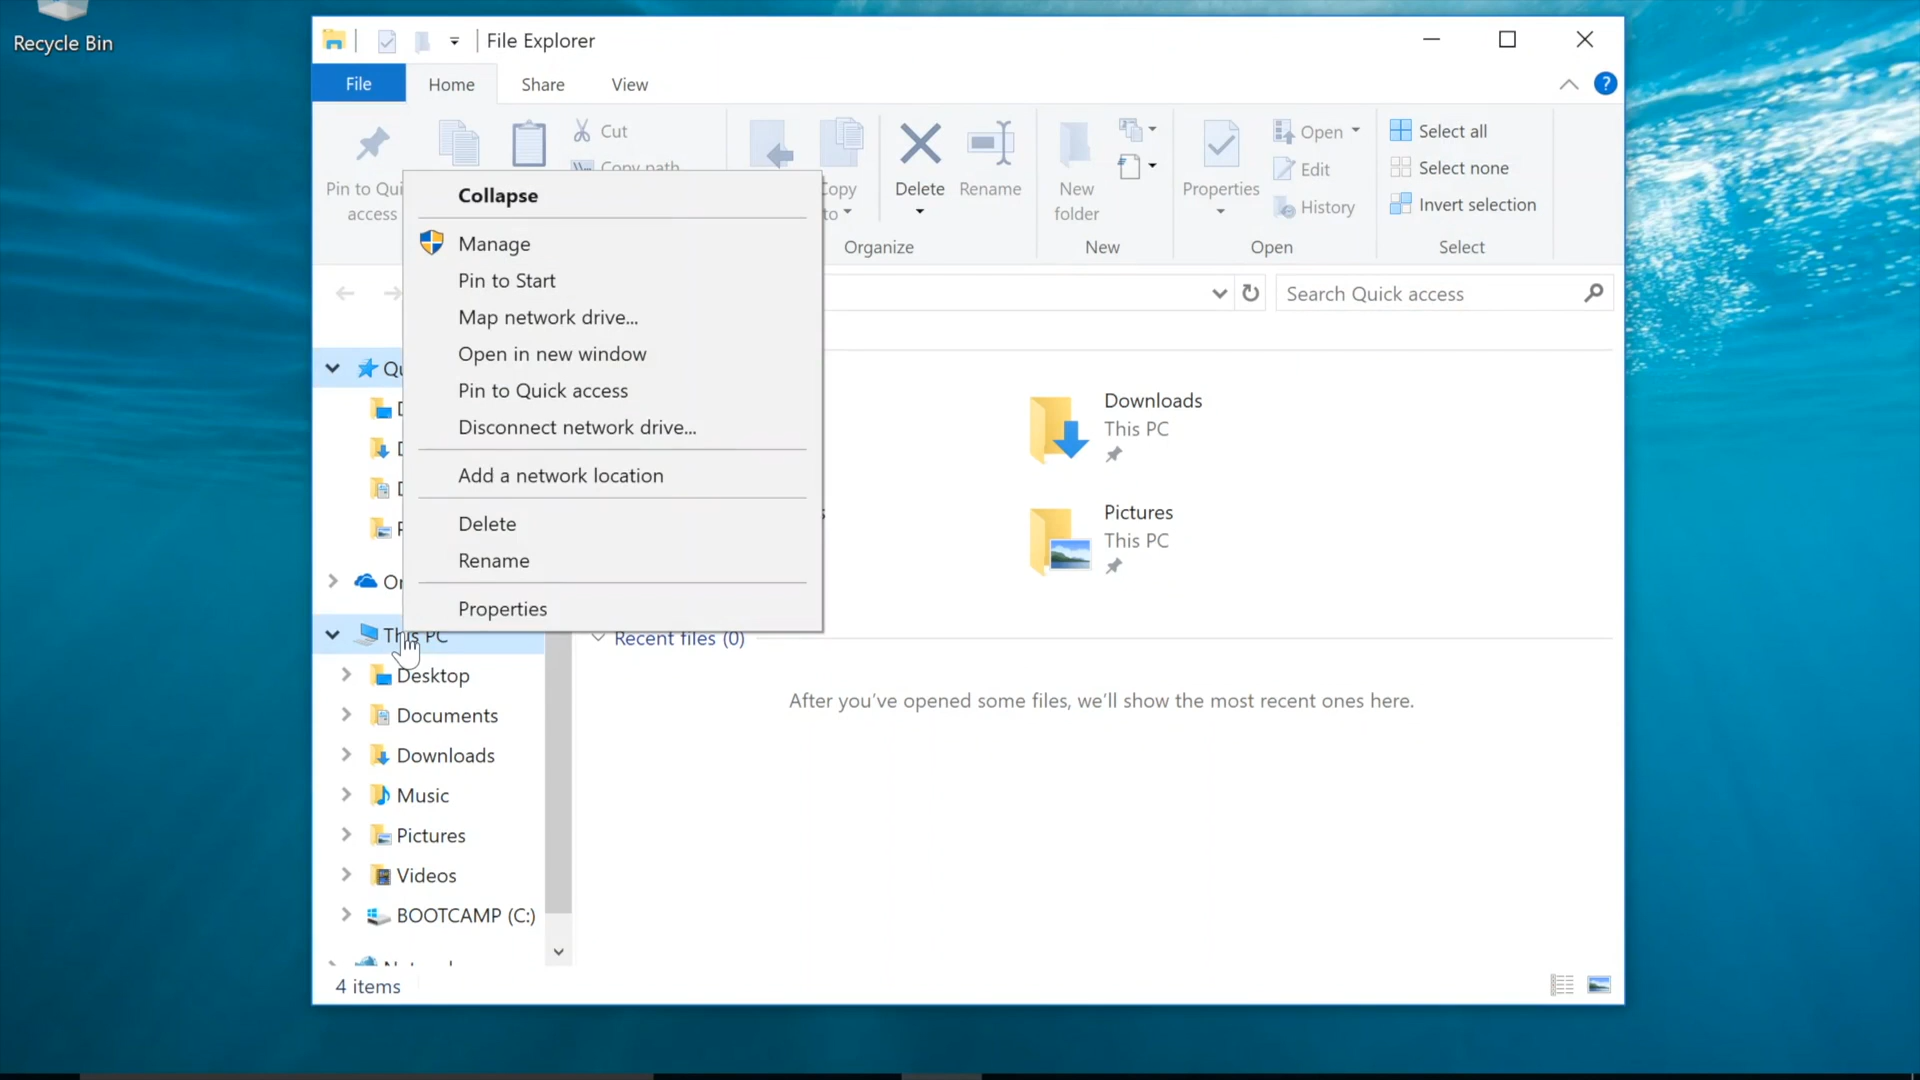 Recycle Bin
File Explorer
File
Home
Share
View
Pin to Qui
access
Cut
Copy path
Copy
to
Delete
Rename
New
folder
Properties
Open
Edit
History
Select all
Select none
Invert selection
Organize
New
Open
Select
Search Quick access
Collapse
Manage
Pin to Start
Map network drive...
Open in new window
Pin to Quick access
Disconnect network drive...
Add a network location
Delete
Rename
Properties
Downloads
This PC
Pictures
This PC
This PC
Desktop
Documents
Downloads
Music
Pictures
Videos
BOOTCAMP (C:)
Recent files (0)
After you've opened some files, we'll show the most recent ones here.
4 items